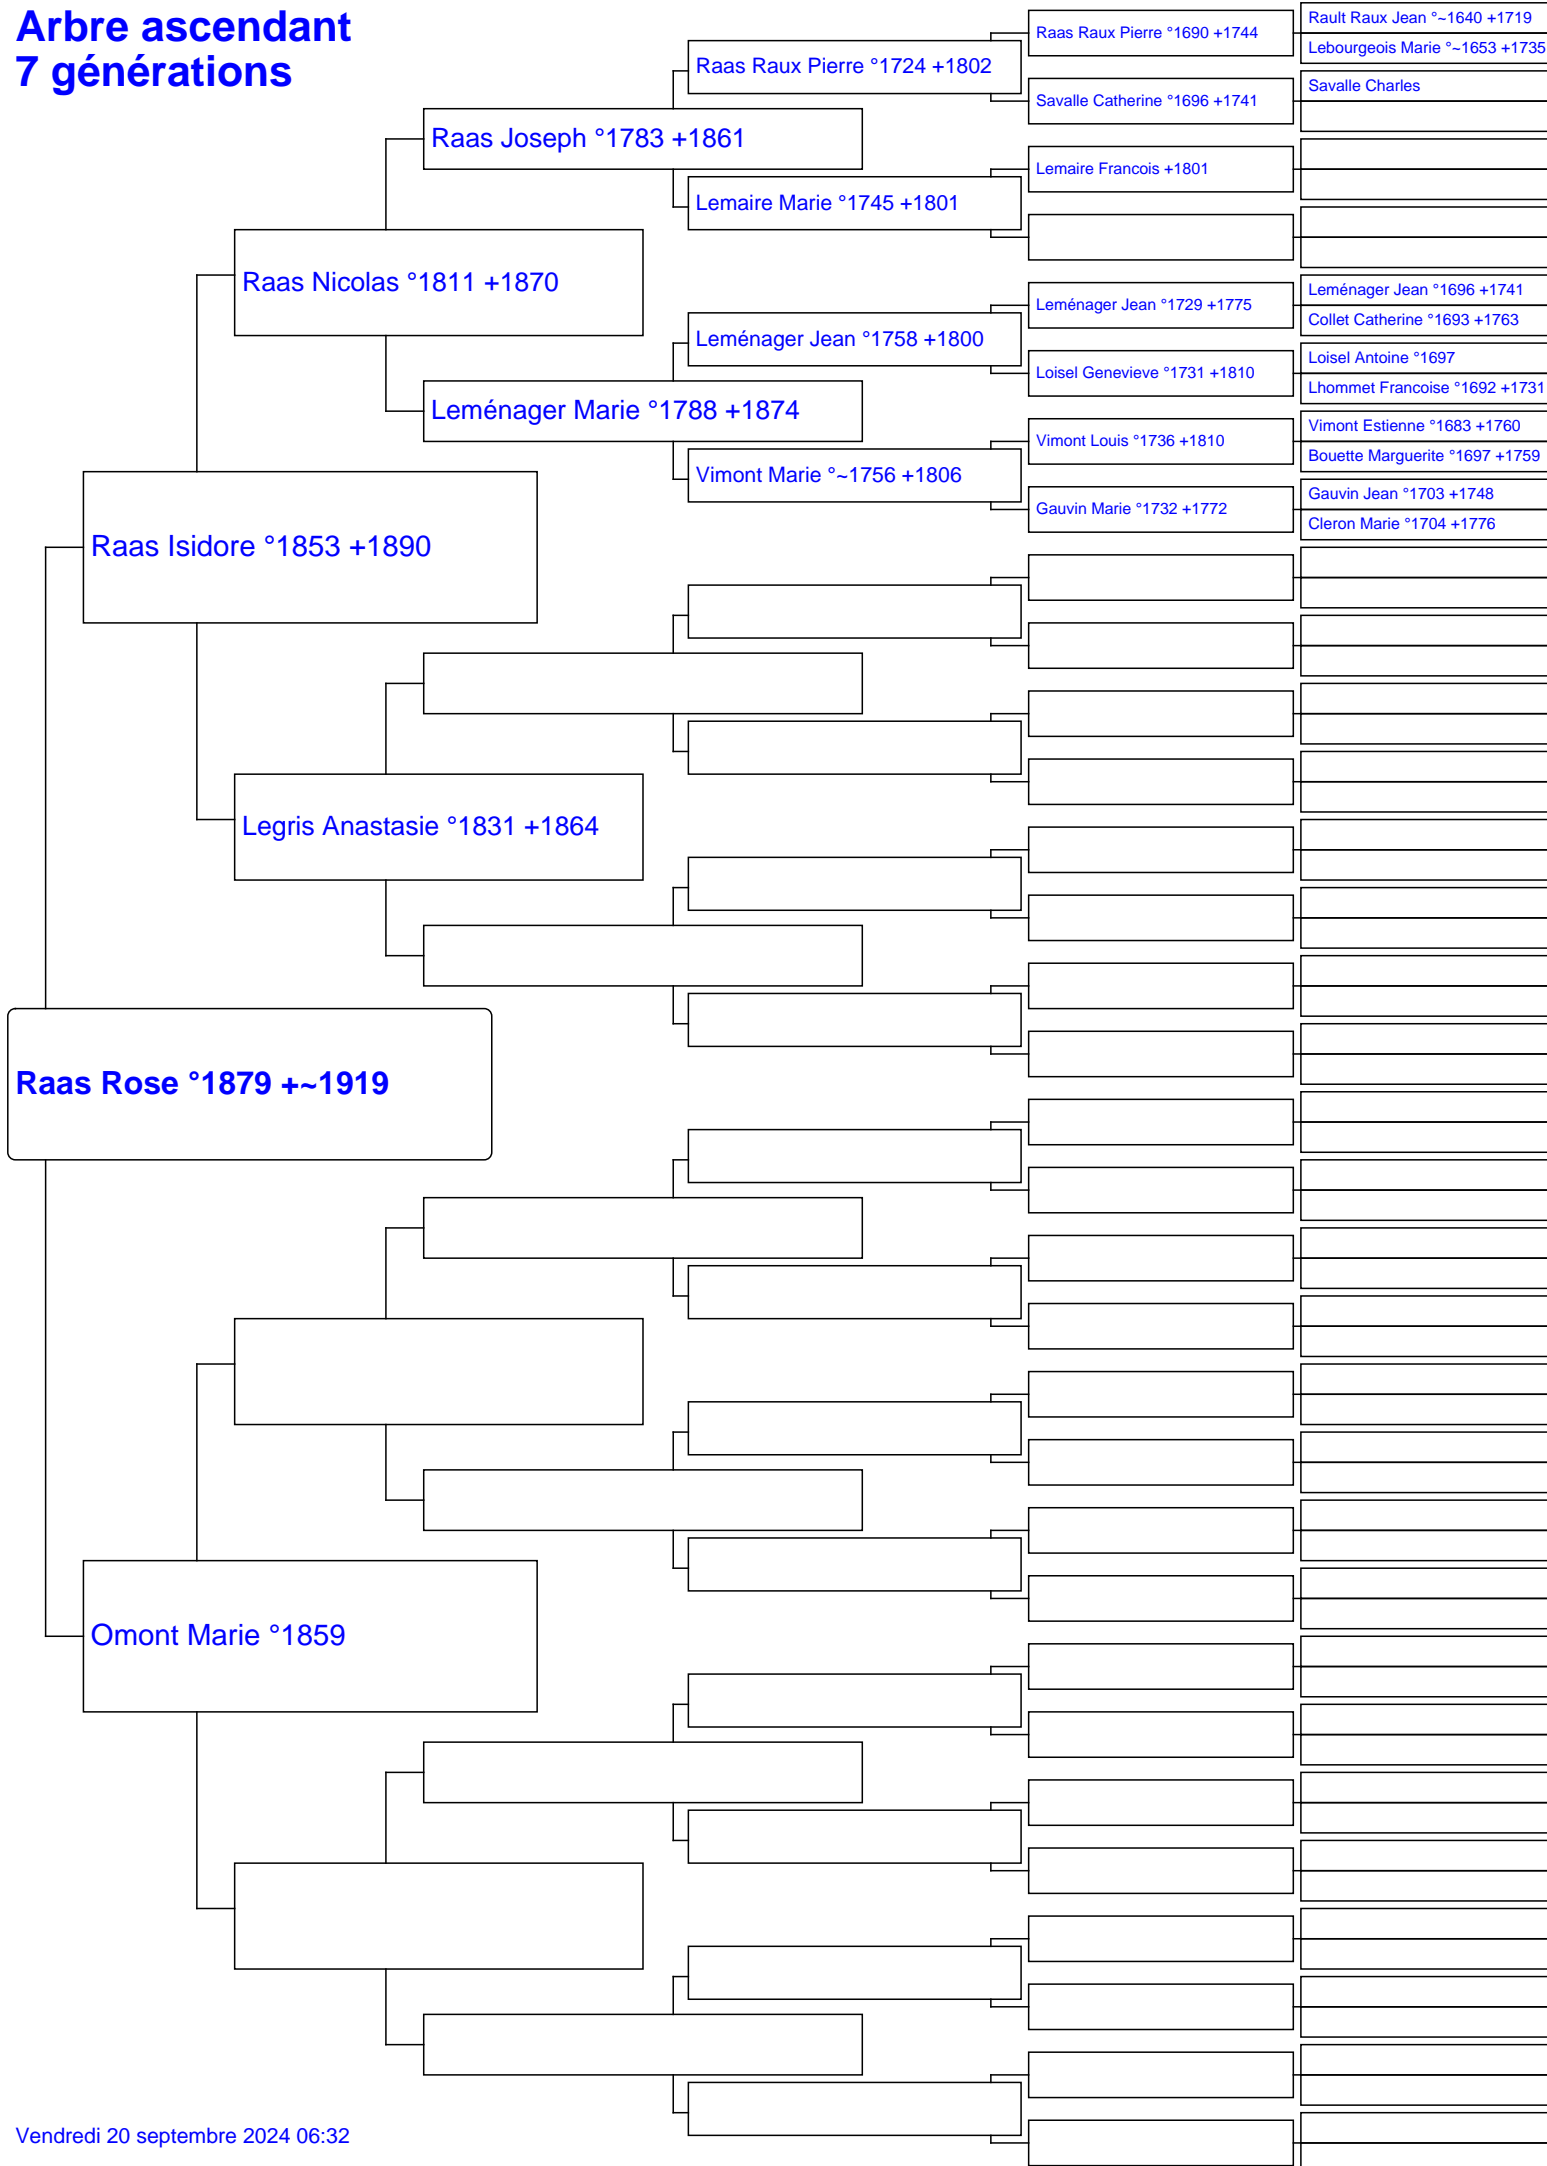 Arbre ascendant
7 générations
Rault Raux Jean °~1640 +1719
Raas Raux Pierre °1690 +1744
Lebourgeois Marie °~1653 +1735
Raas Raux Pierre °1724 +1802
Savalle Charles
Savalle Catherine °1696 +1741
Raas Joseph °1783 +1861
Lemaire Francois +1801
Lemaire Marie °1745 +1801
Raas Nicolas °1811 +1870
Leménager Jean °1696 +1741
Leménager Jean °1729 +1775
Collet Catherine °1693 +1763
Leménager Jean °1758 +1800
Loisel Antoine °1697
Loisel Genevieve °1731 +1810
Lhommet Francoise °1692 +1731
Leménager Marie °1788 +1874
Vimont Estienne °1683 +1760
Vimont Louis °1736 +1810
Bouette Marguerite °1697 +1759
Vimont Marie °~1756 +1806
Gauvin Jean °1703 +1748
Gauvin Marie °1732 +1772
Cleron Marie °1704 +1776
Raas Isidore °1853 +1890
Legris Anastasie °1831 +1864
Raas Rose °1879 +~1919
Omont Marie °1859
Vendredi 20 septembre 2024 06:32